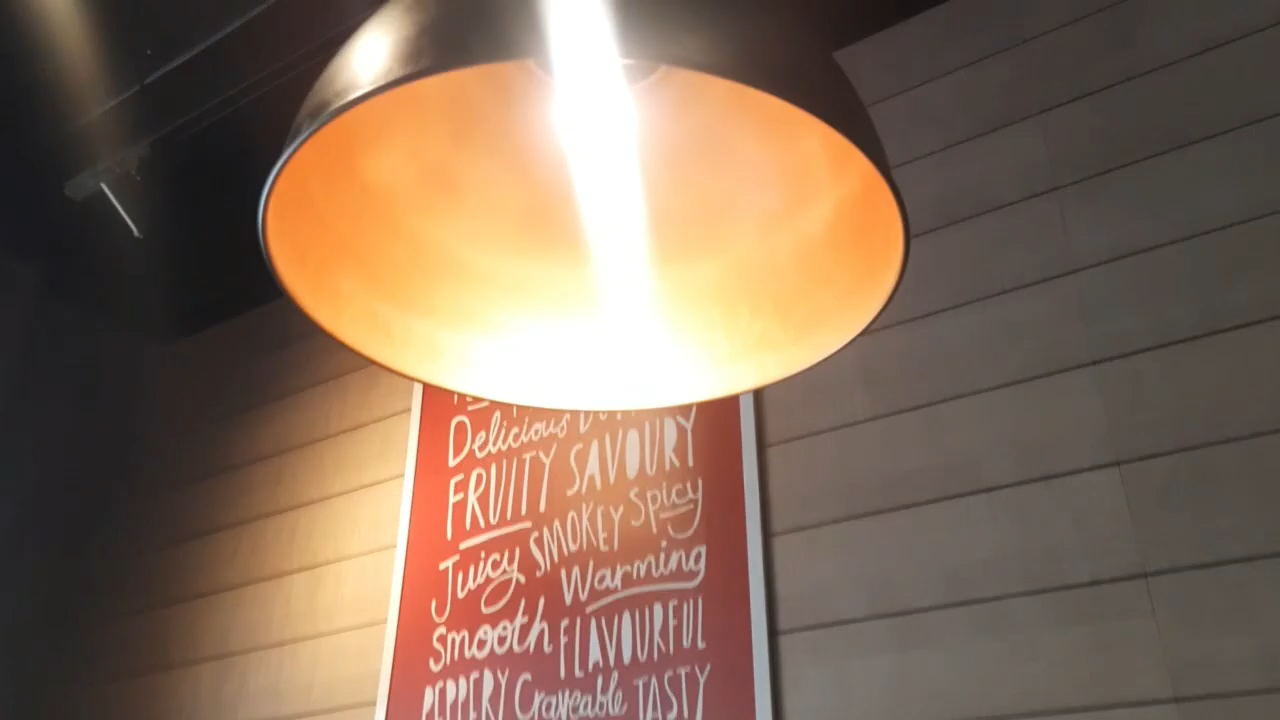 Delicious
FRUITY SAVOURY
Juicy SMOKEY Spicy
Warming
Smooth FLAVOURFUL
PEPPERY Craveable TASTY